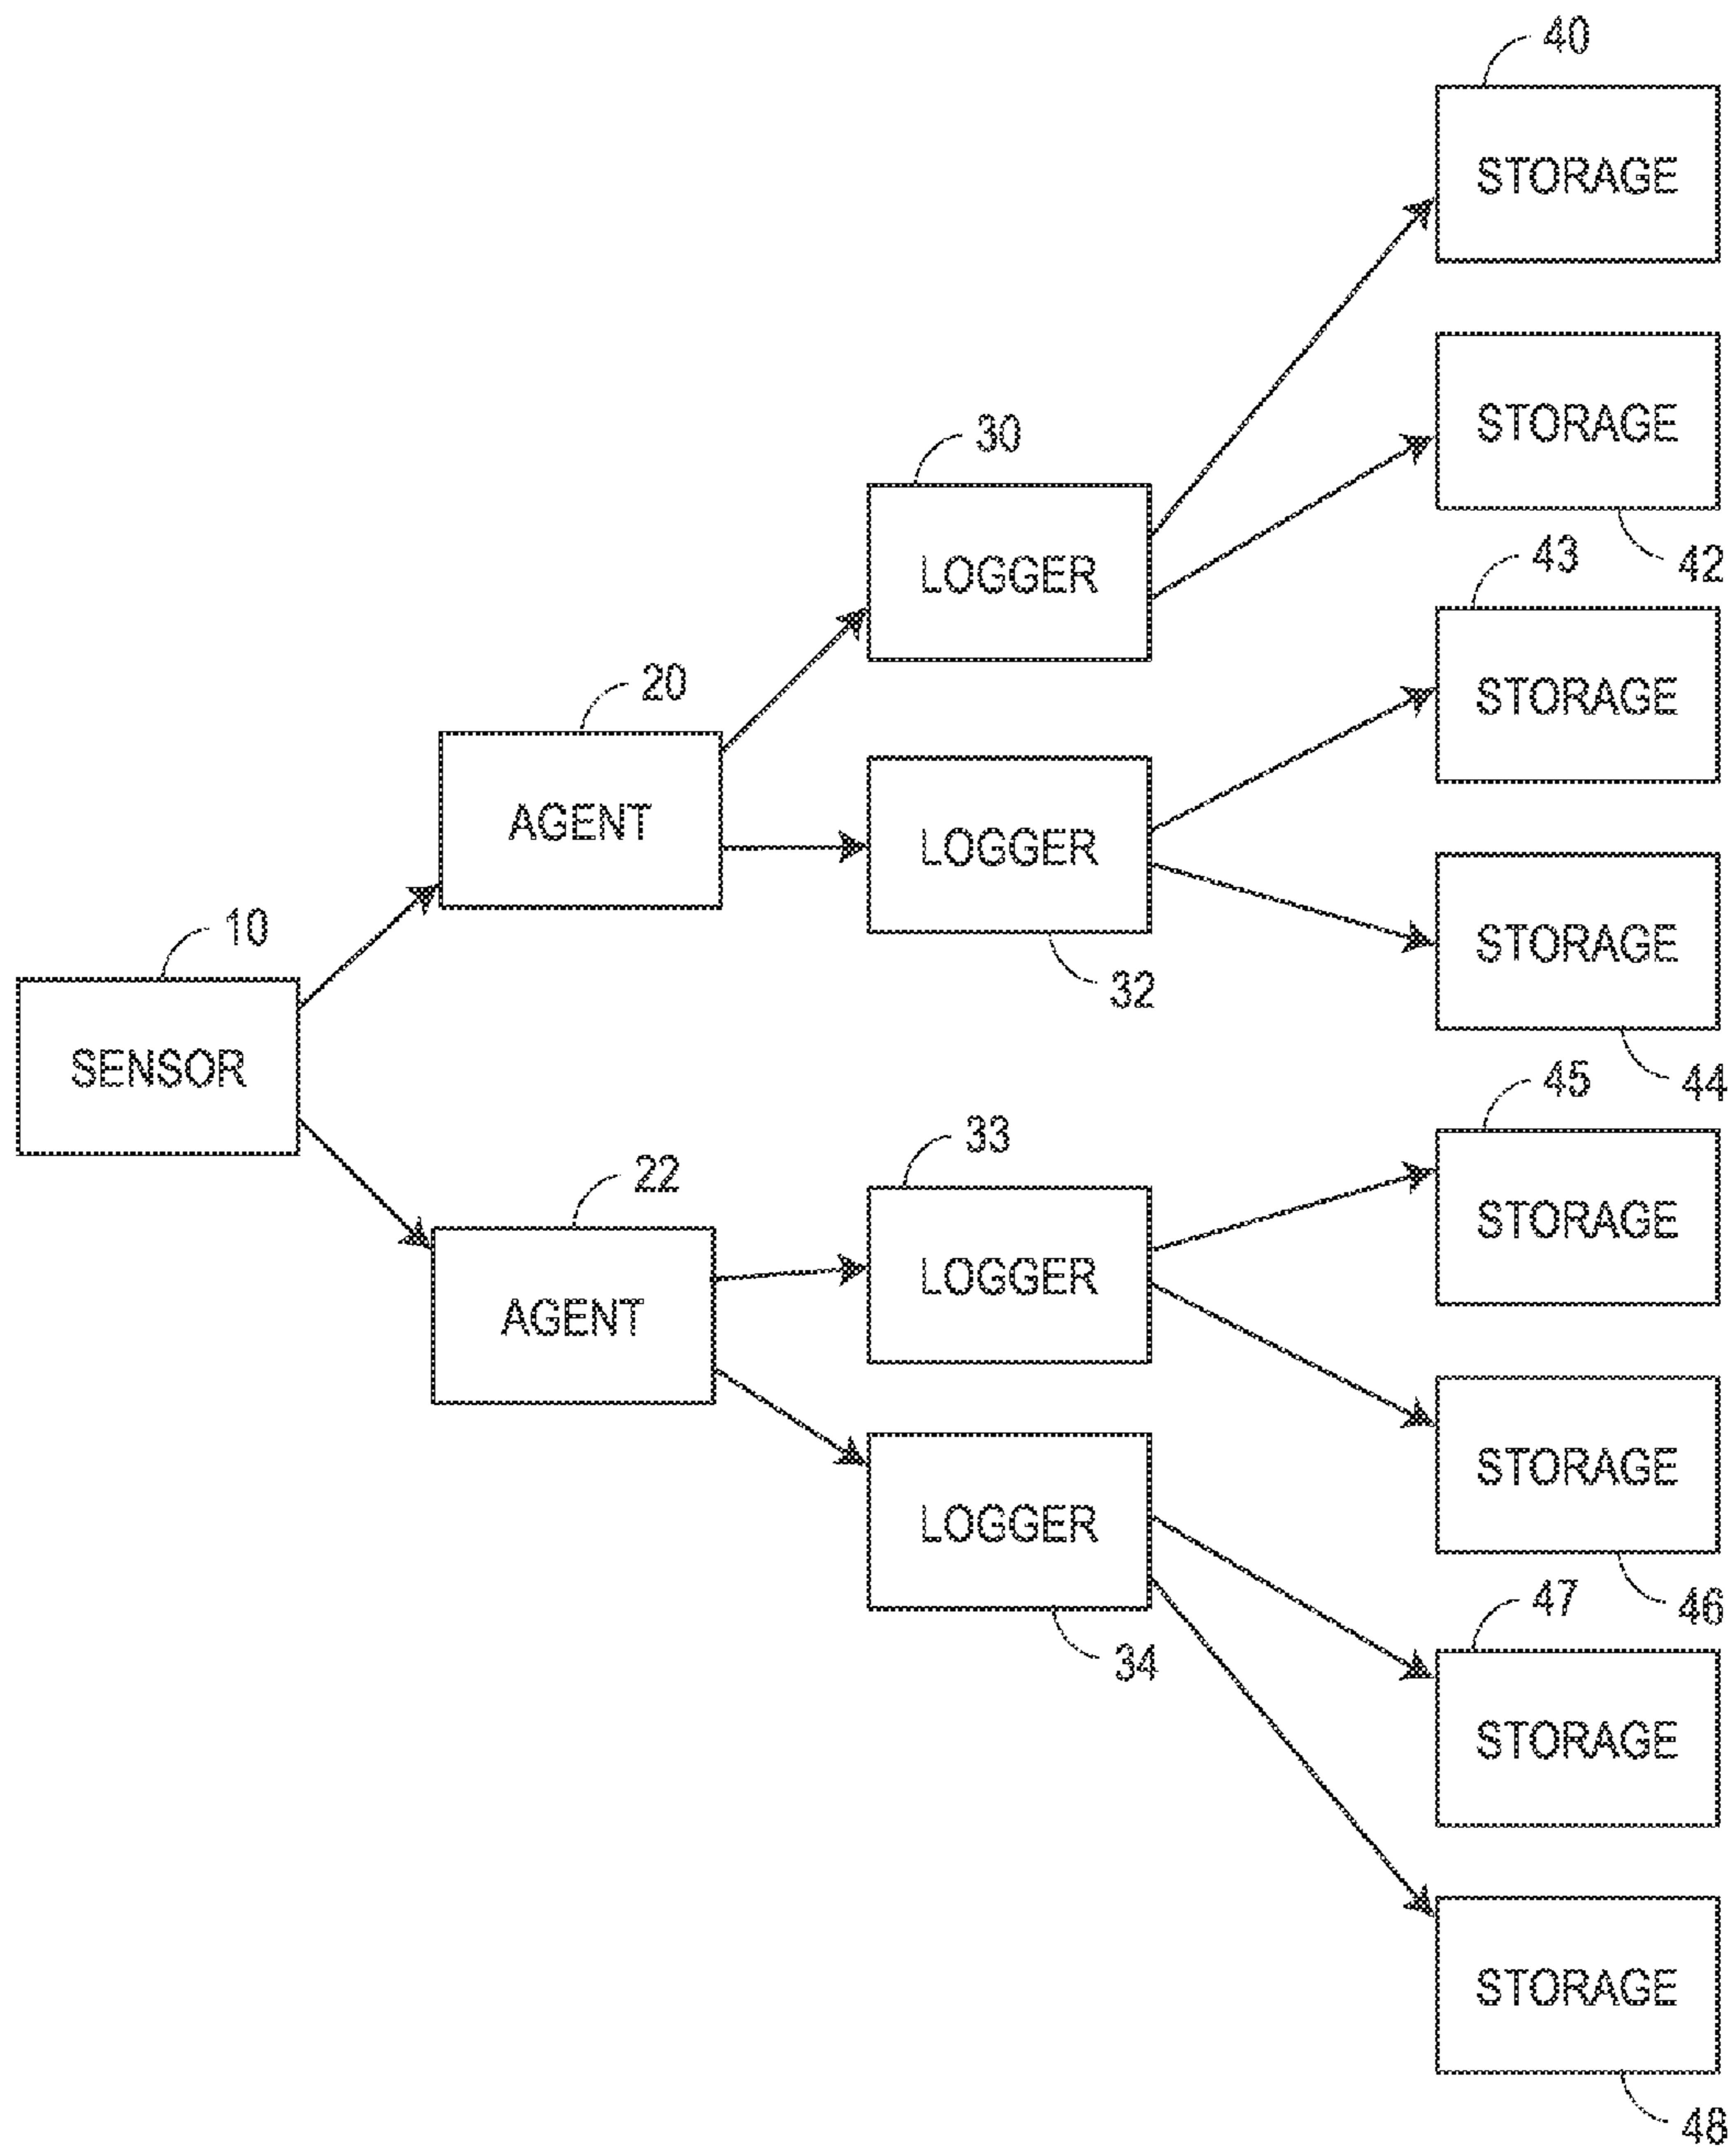 40
STORAGE
STORAGE
42
30
LOGGER
43
STORAGE
20
AGENT
LOGGER
32
STORAGE
44
10
SENSOR
45
STORAGE
33
LOGGER
22
AGENT
STORAGE
46
LOGGER
34
47
STORAGE
STORAGE
48